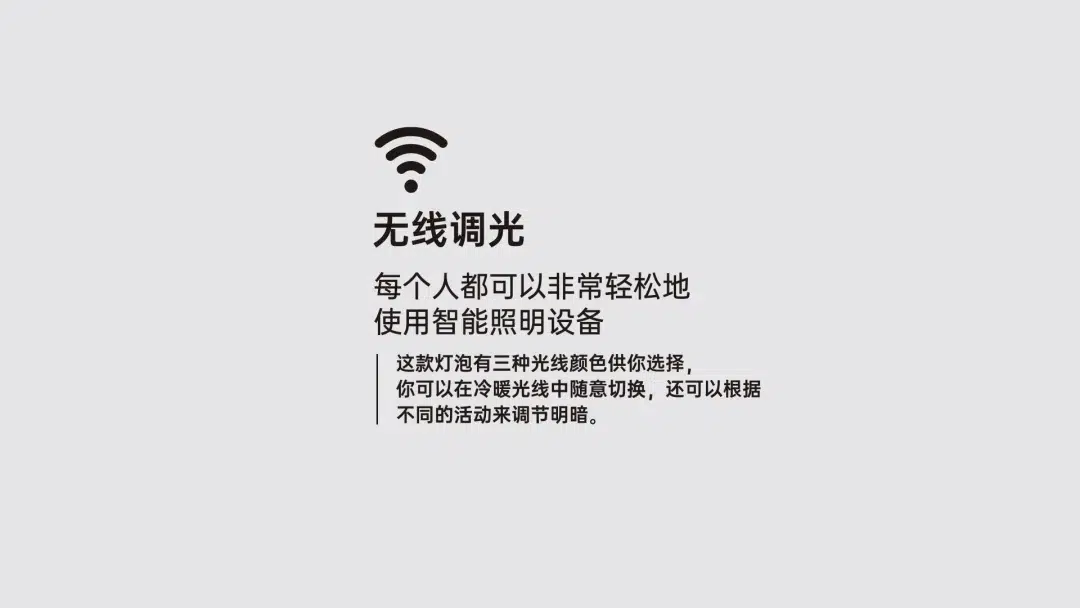 无线调光
每个人都可以非常轻松地
使用智能照明设备
这款灯泡有三种光线颜色供你选择，
你可以在冷暖光线中随意切换，还可以根据
不同的活动来调节明暗。